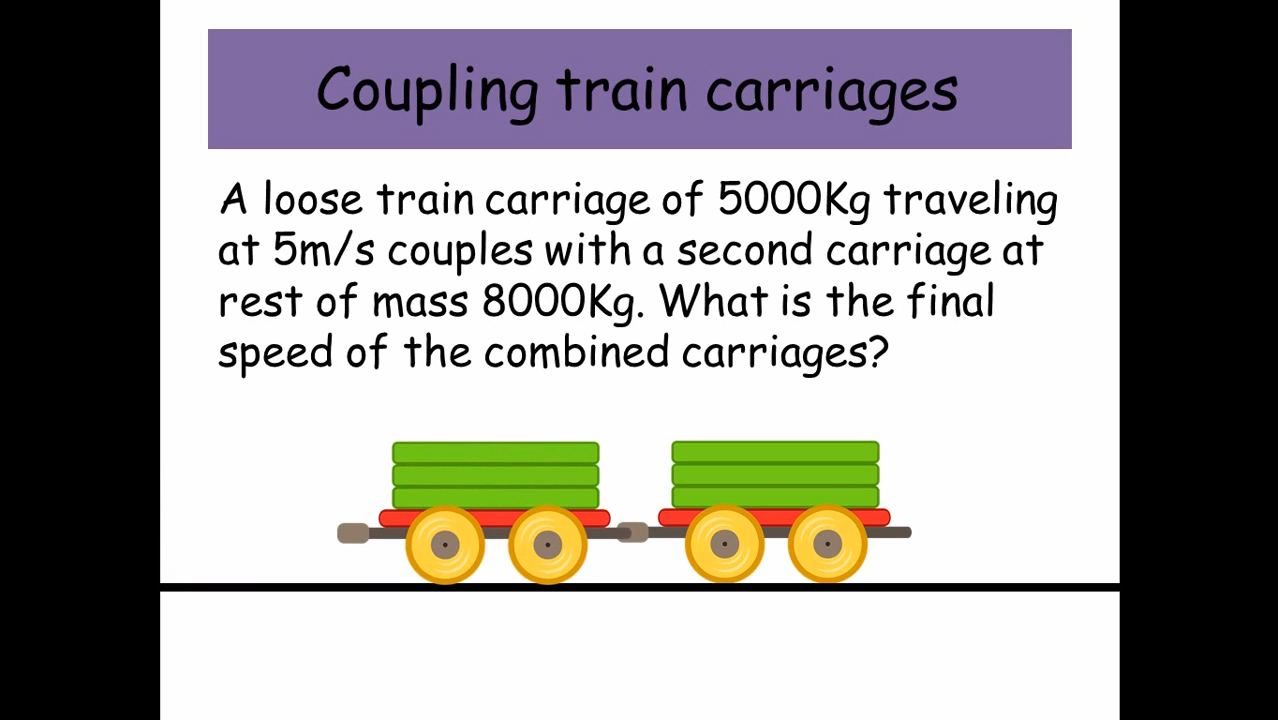 Coupling train carriages
A loose train carriage of 5000Kg traveling
at 5m/s couples with a second carriage at
rest of mass 8000Kg. What is the final
speed of the combined carriages?